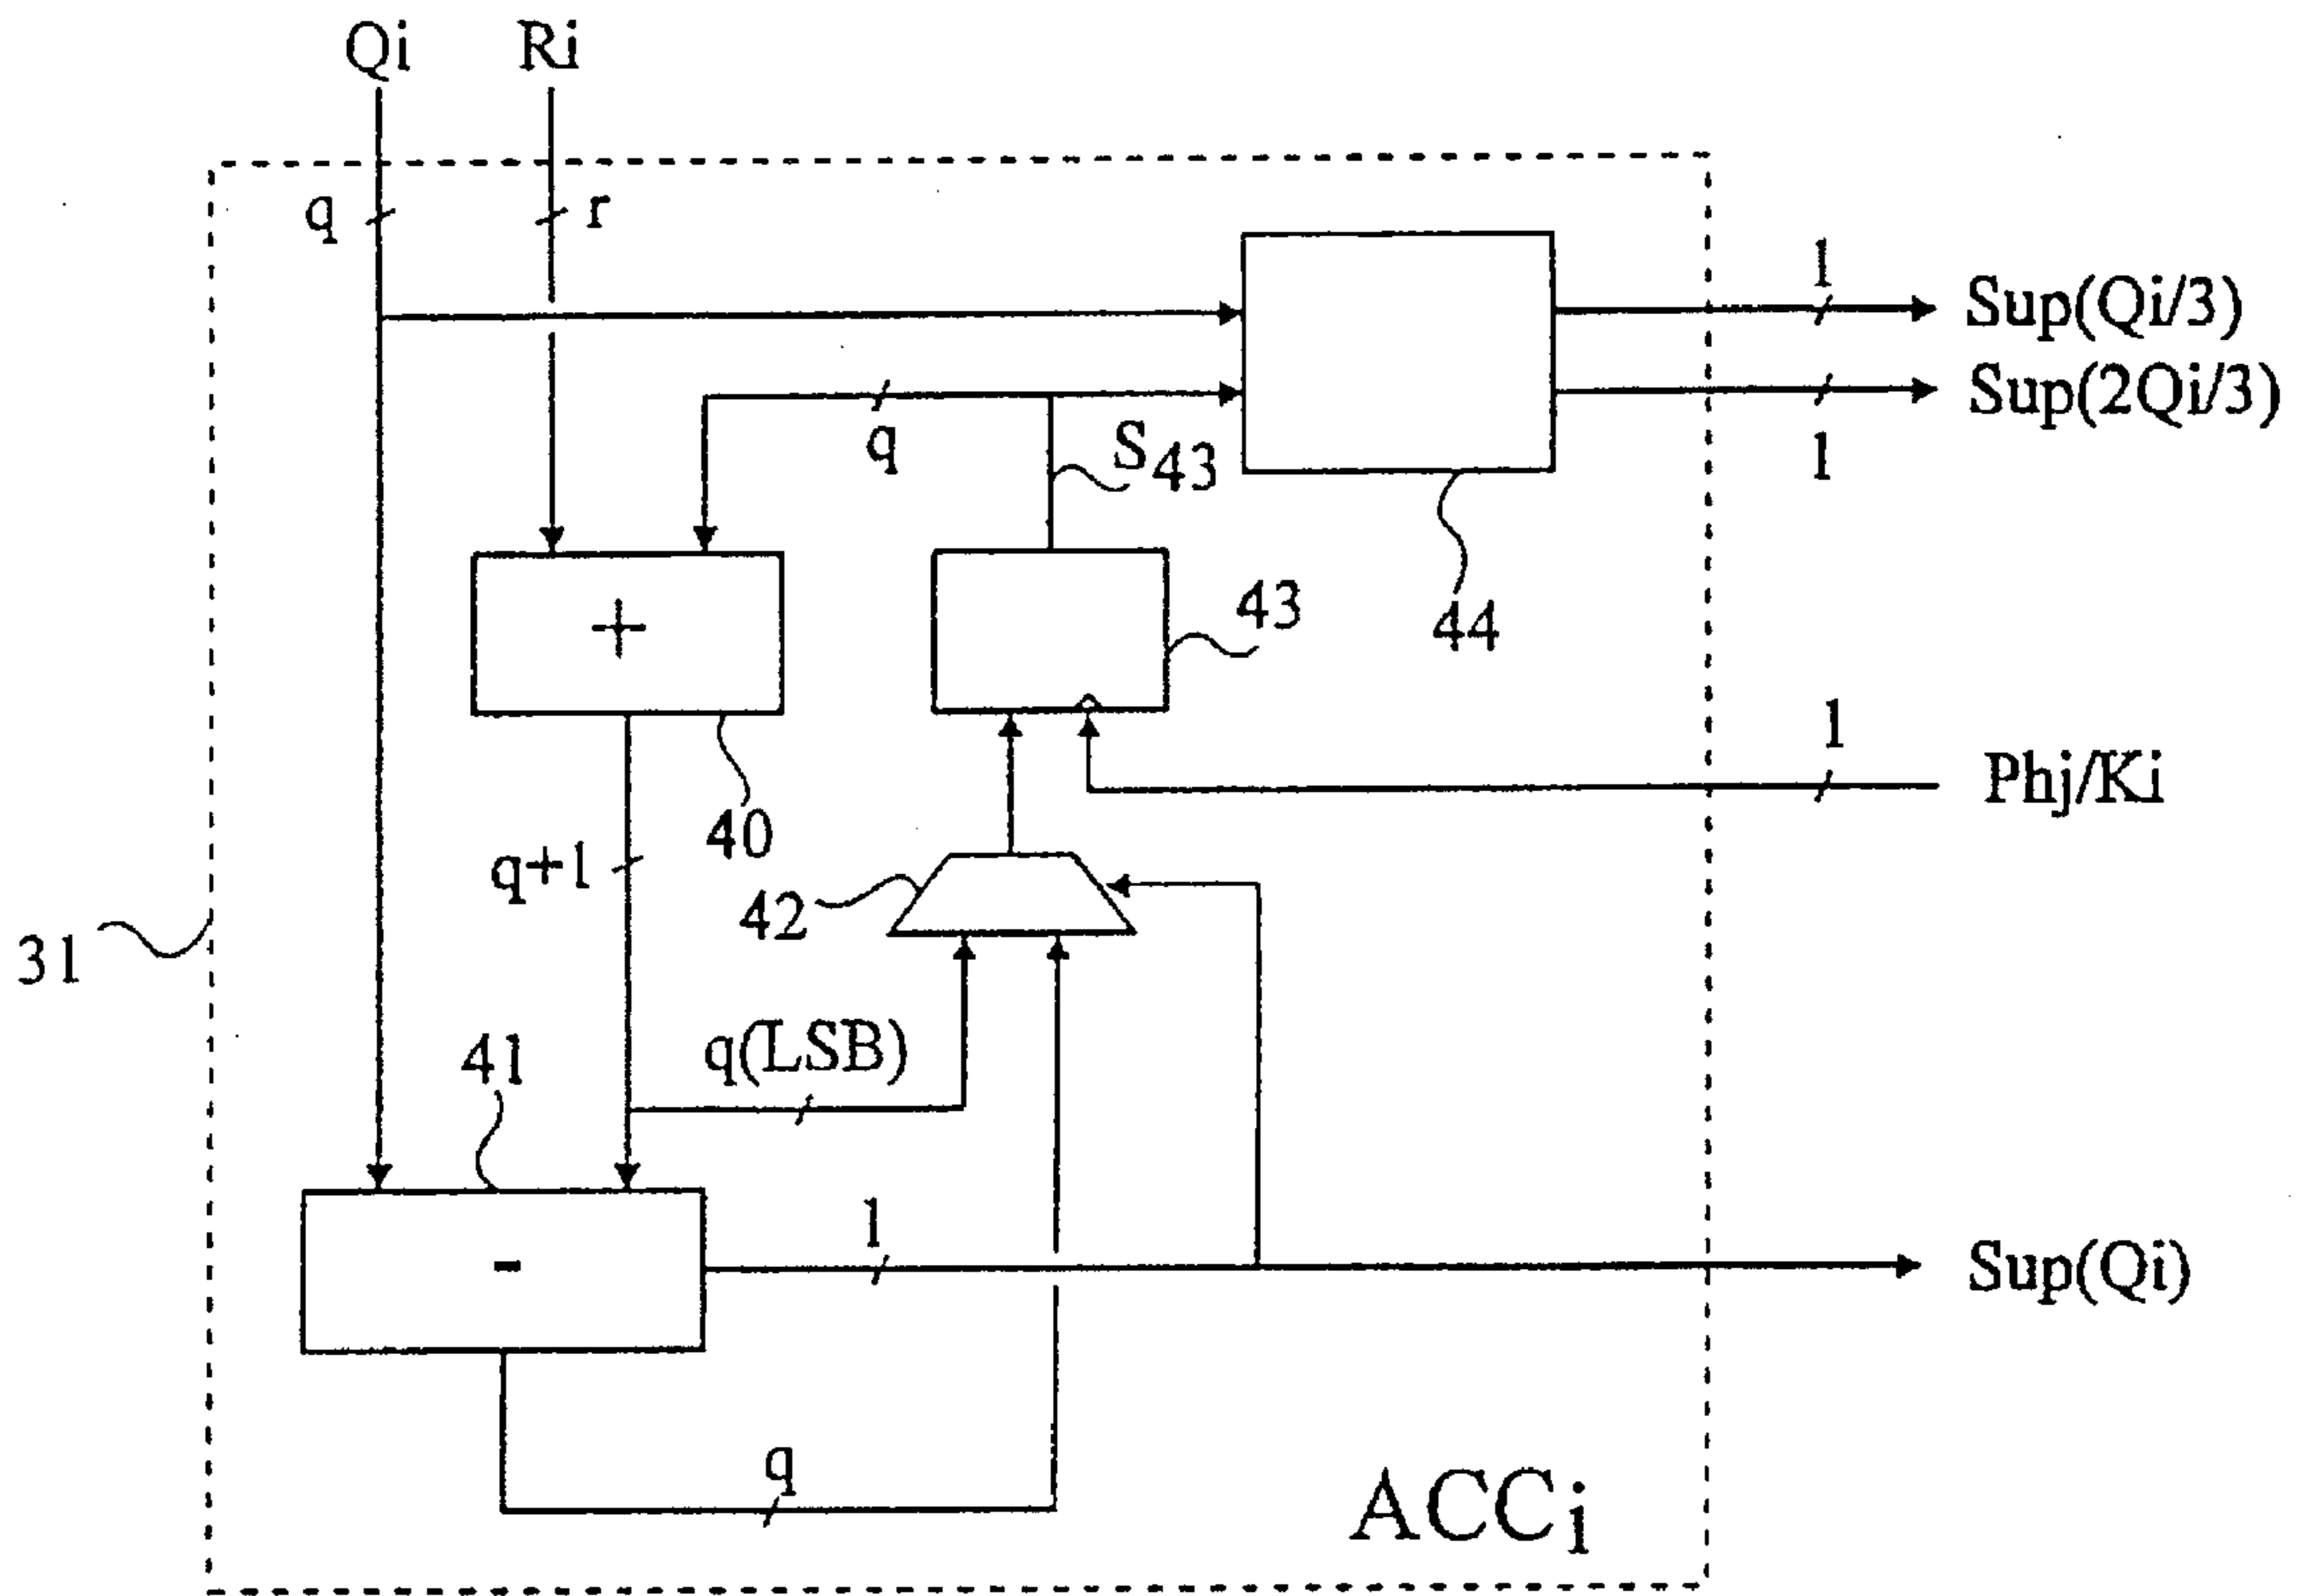 Qi
Ri
q
r
1
Sup(Qi/3)
Sup(2Qi/3)
1
q
S43
+
43
44
1
Phj/Ki
40
q+1
42
31
q(LSB)
41
1
-
Sup(Qi)
q
ACCi